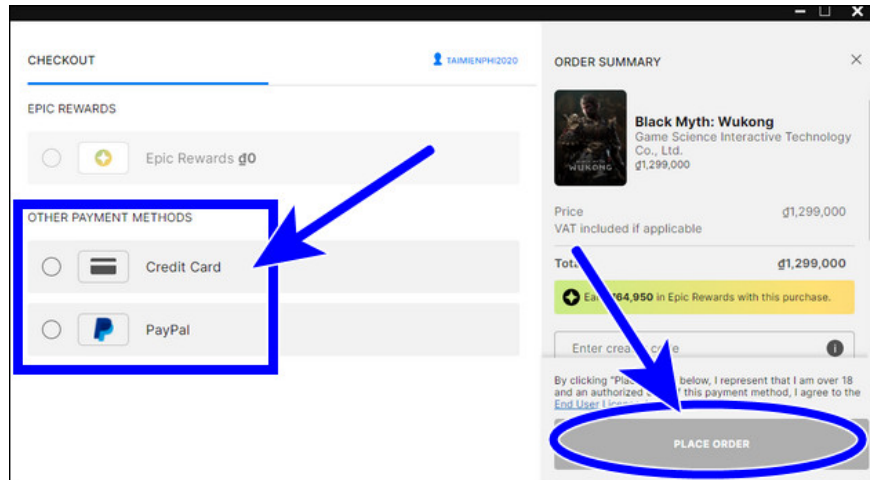 CHECKOUT
TAIMIENPHI2020
EPIC REWARDS
Epic Rewards ₫0
OTHER PAYMENT METHODS
Credit Card
PayPal
ORDER SUMMARY
WUKONG
Black Myth: Wukong
Game Science Interactive Technology
Co., Ltd.
₫1,299,000
Price ₫1,299,000
VAT included if applicable
₫1,299,000
64,950 in Epic Rewards with this purchase.
Enter
By clicking below, I represent that I am over 18
and an authorized this payment method, I agree to the
End User
PLACE ORDER